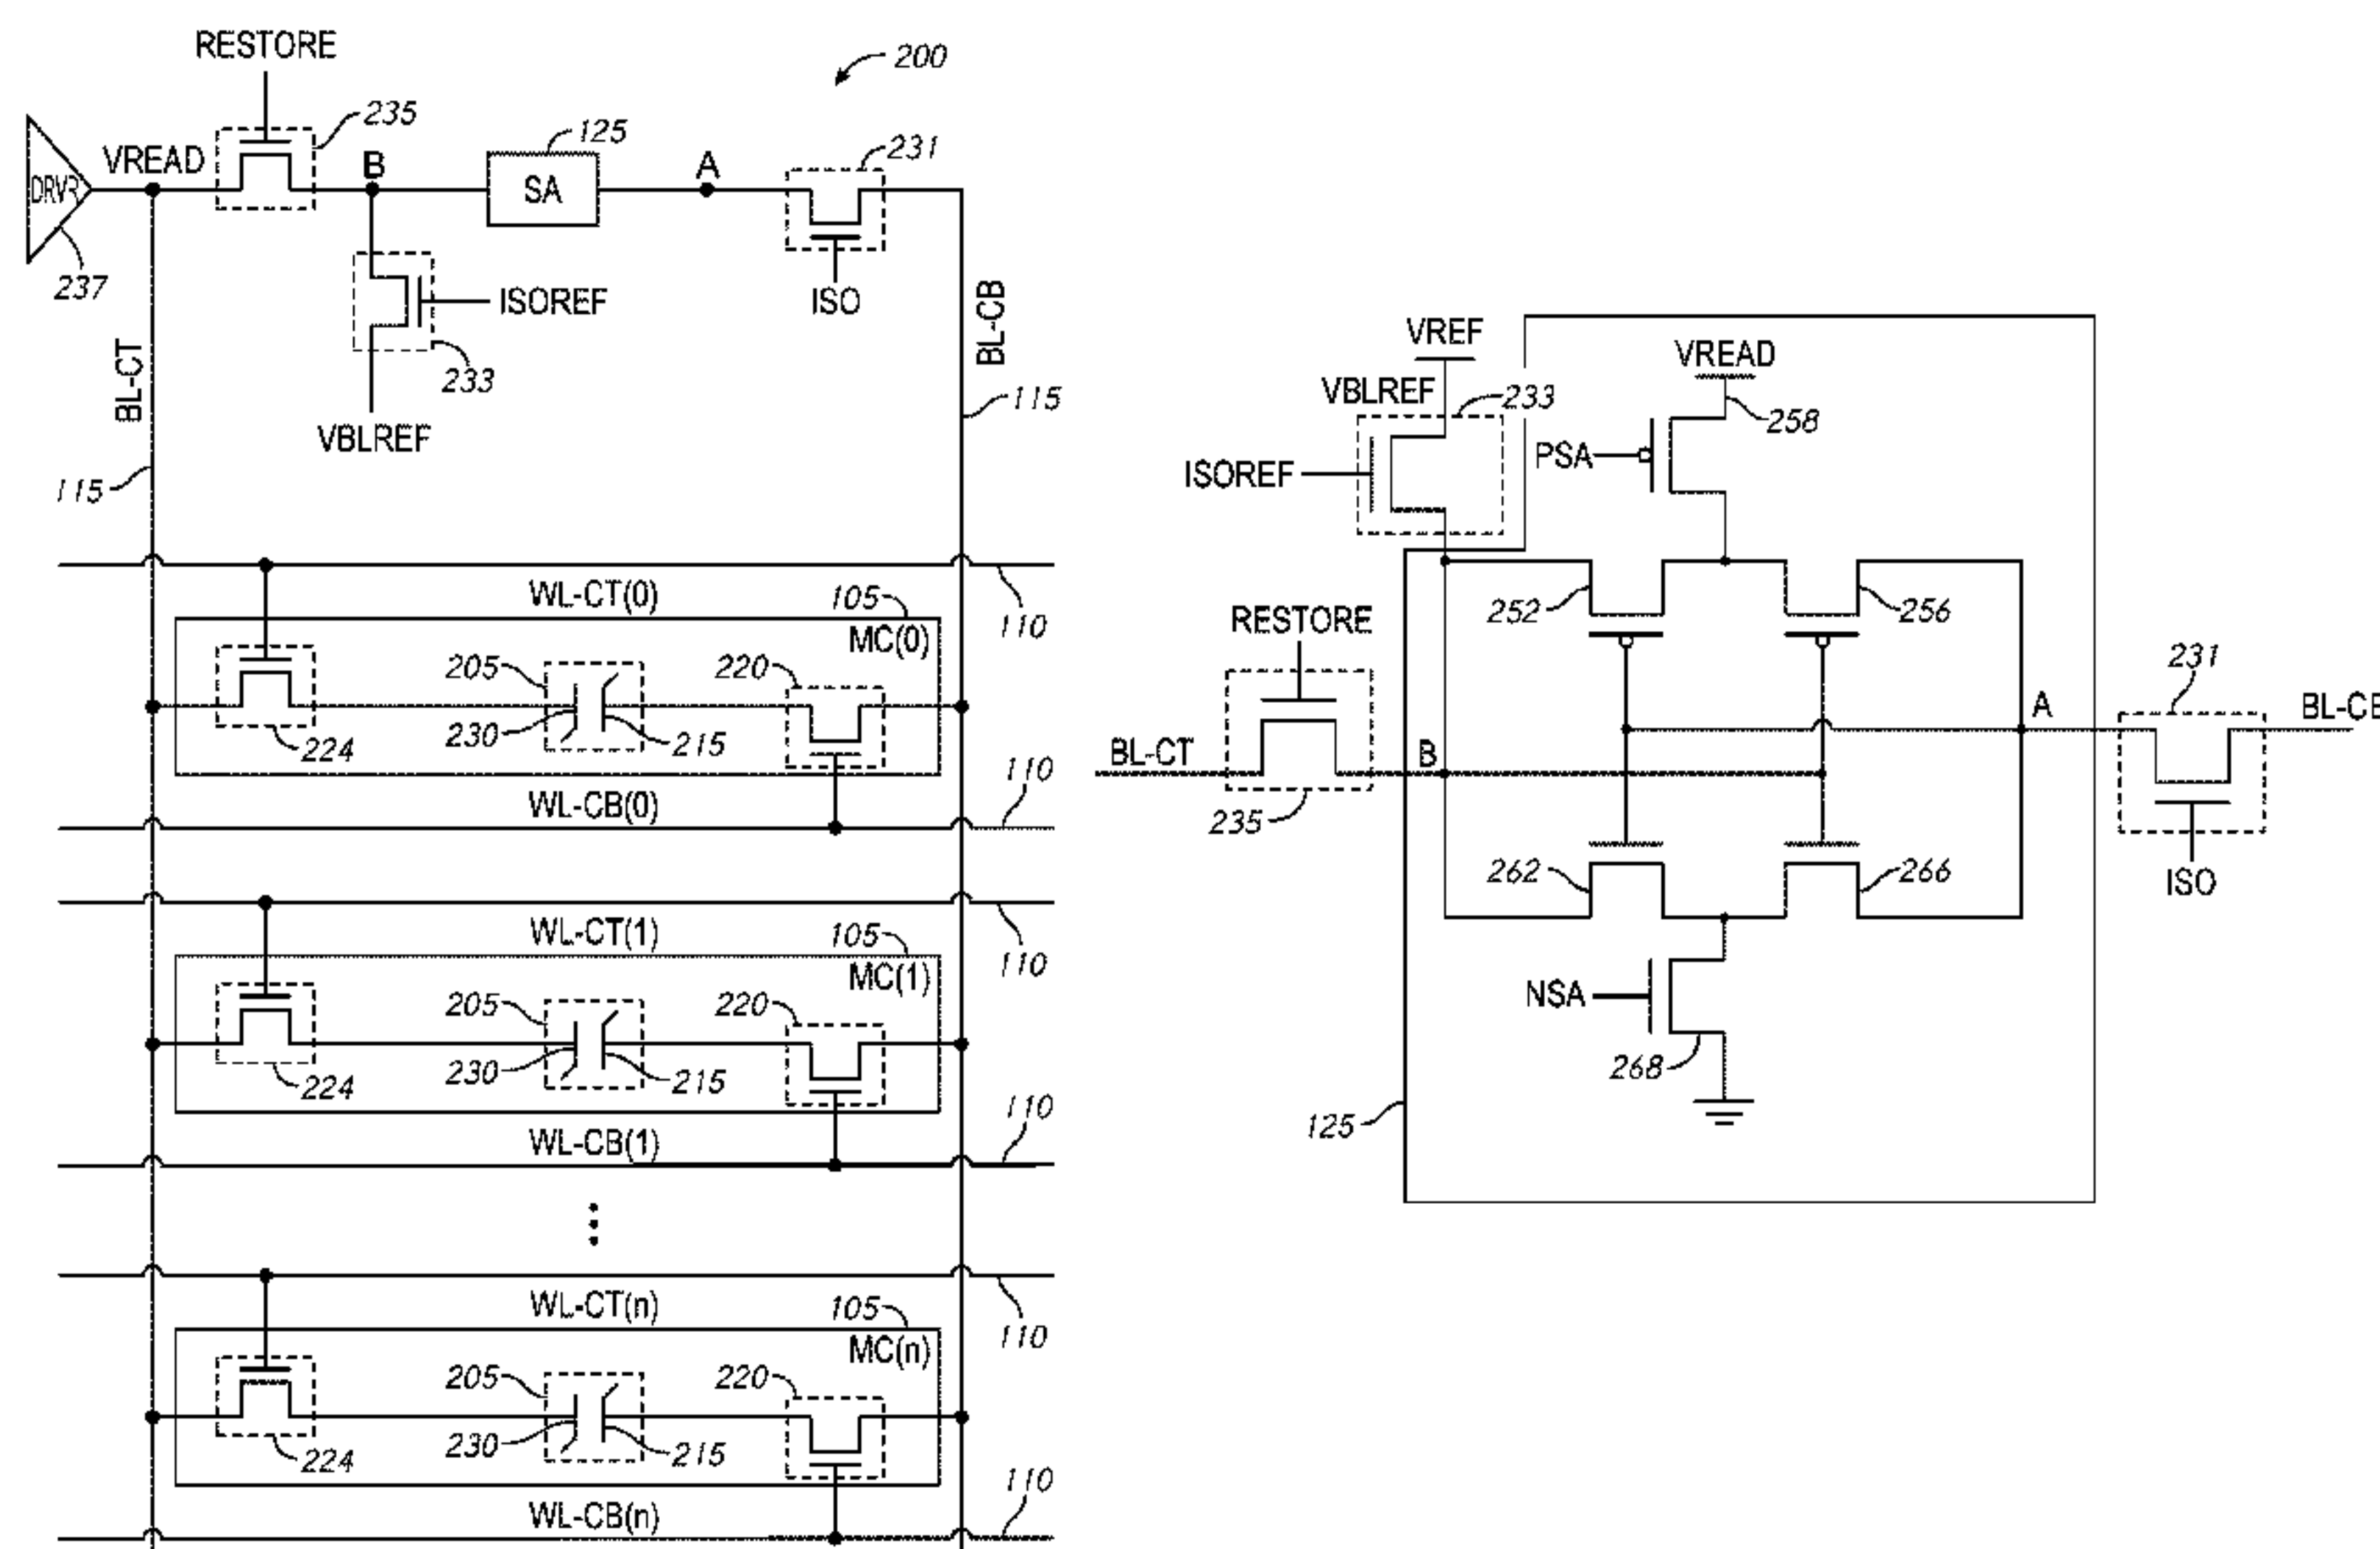 RESTORE
200
235
125
231
VREAD
B
A
DRVR
SA
237
ISOREF
ISO
BL-CB
BL-CT
233
VBLREF
115
115
WL-CT(0)
105
110
MC(0)
205
220
230
215
224
110
WL-CB(0)
WL-CT(1)
105
110
MC(1)
205
220
230
215
224
110
WL-CB(1)
WL-CT(n)
105
110
MC(n)
205
220
230
215
224
110
WL-CB(n)
VREF
VREAD
VBLREF
233
258
ISOREF
PSA
252
256
RESTORE
231
A
BL-CB
BL-CT
B
235
262
266
ISO
NSA
268
125